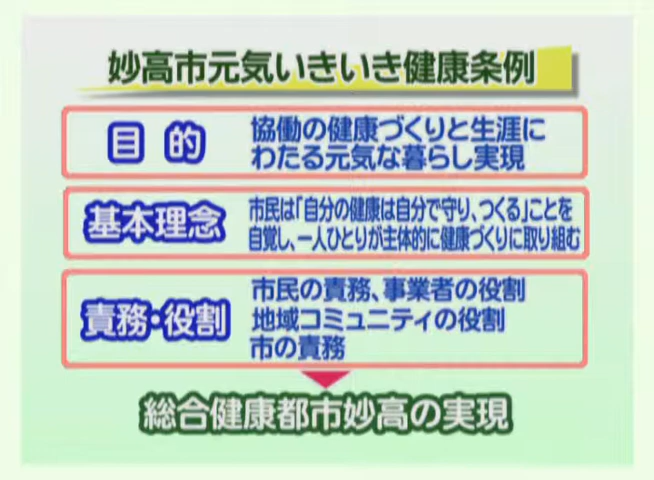 妙高市元気いきいき健康条例
目的
協働の健康づくりと生涯に
わたる元気な暮らし実現
基本理念
市民は「自分の健康は自分で守り、つくる」ことを
自覚し、一人ひとりが主体的に健康づくりに取り組む
責務・役割
市民の責務、事業者の役割
地域コミュニティの役割
市の責務
総合健康都市妙高の実現